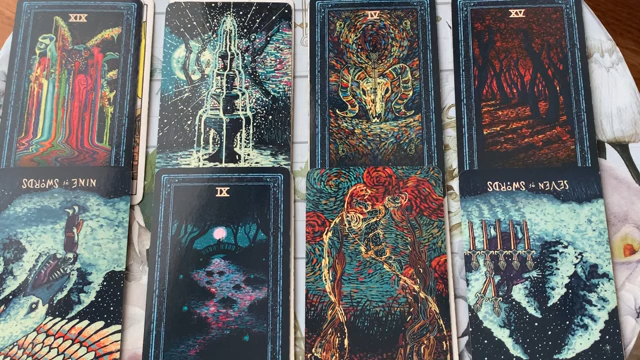 XIX
IV
XV
NINE OF SWORDS
IX
SEVEN OF SWORDS